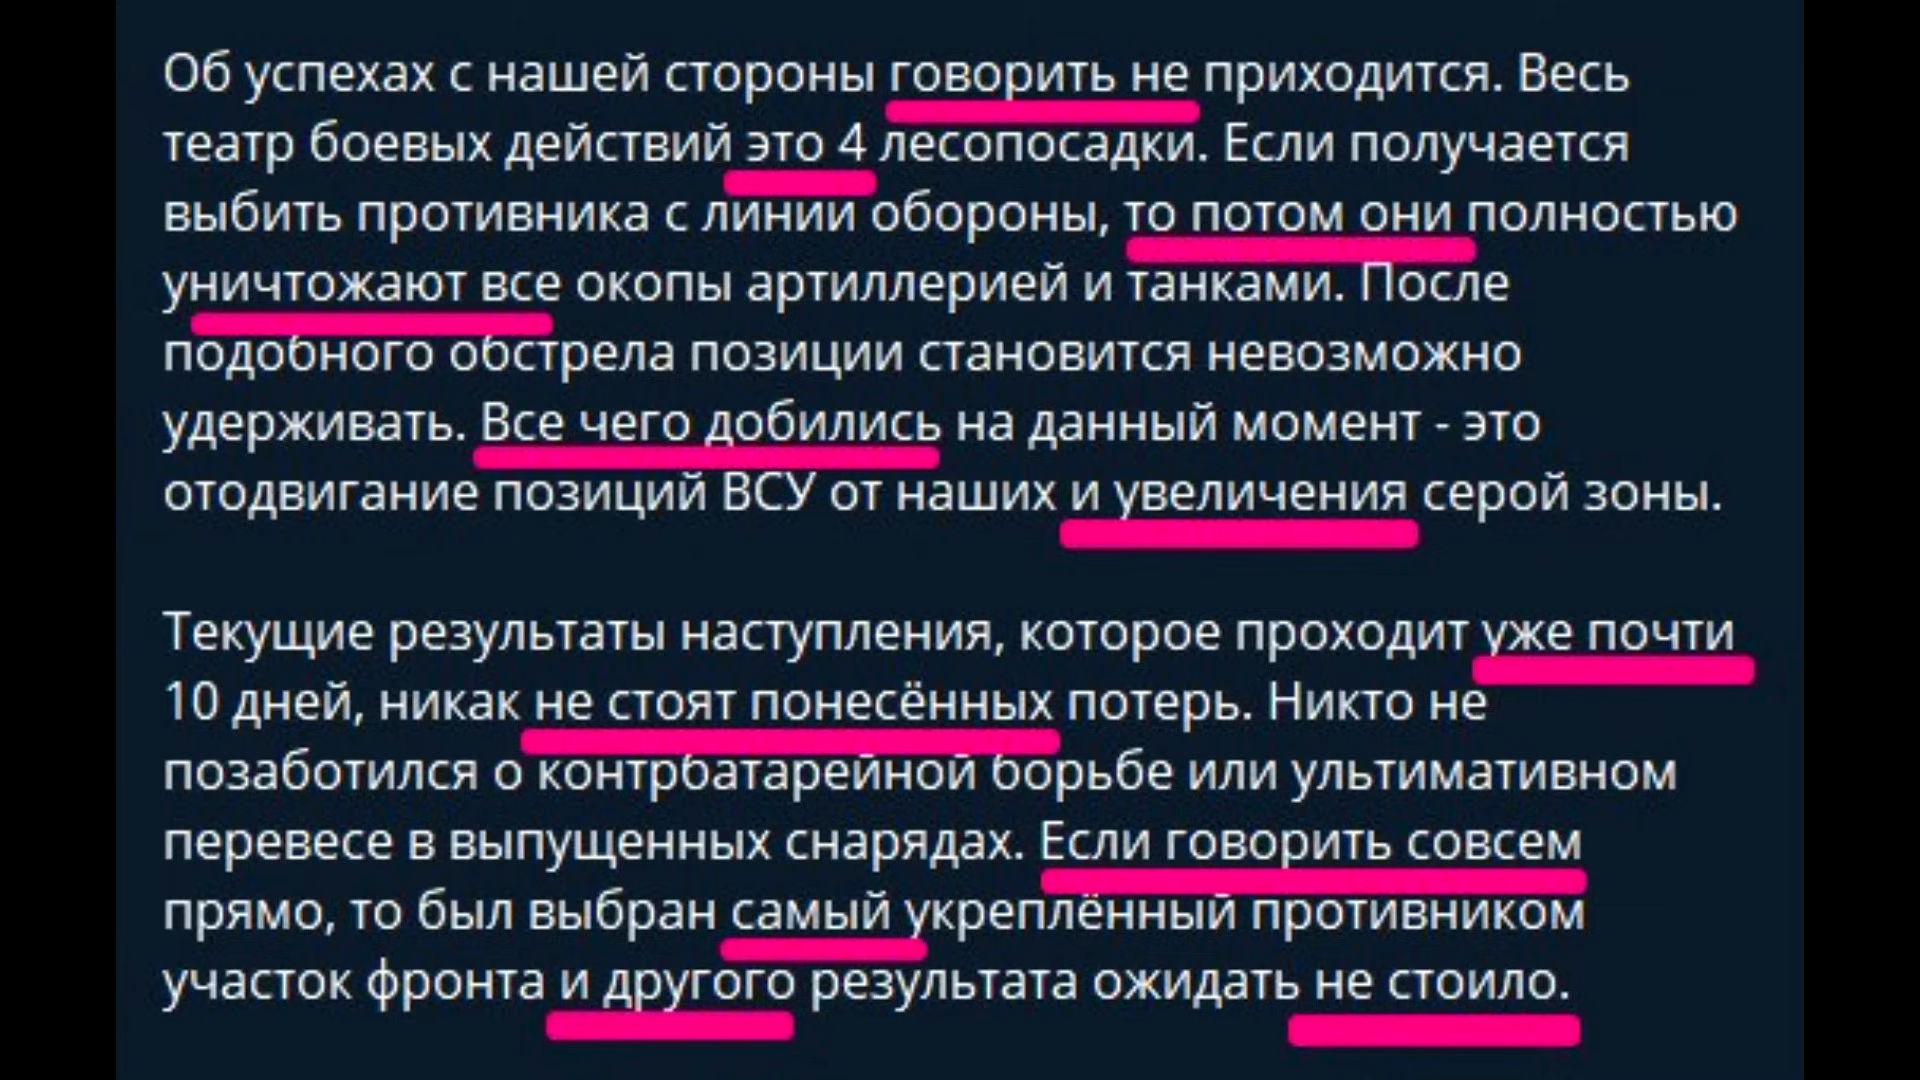 Об успехах с нашей стороны говорить не приходится. Весь
театр боевых действий это 4 лесопосадки. Если получается
выбить противника с линии обороны, то потом они полностью
уничтожают все окопы артиллерией и танками. После
подобного обстрела позиции становится невозможно
удерживать. Все чего добились на данный момент - это
отодвигание позиций ВСУ от наших и увеличения серой зоны.
Текущие результаты наступления, которое проходит уже почти
10 дней, никак не стоят понесённых потерь. Никто не
позаботился о контрбатарейной борьбе или ультимативном
перевесе в выпущенных снарядах. Если говорить совсем
прямо, то был выбран самый укреплённый противником
участок фронта и другого результата ожидать не стоило.